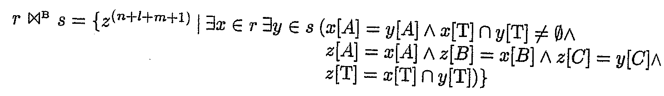 r ⋈ᴮ s = {z^(n+l+m+1) | ∃x ∈ r ∃y ∈ s (x[A] = y[A] ∧ x[T] ∩ y[T] ≠ ∅∧
z[A] = x[A] ∧ z[B] = x[B] ∧ z[C] = y[C]∧
z[T] = x[T] ∩ y[T])}